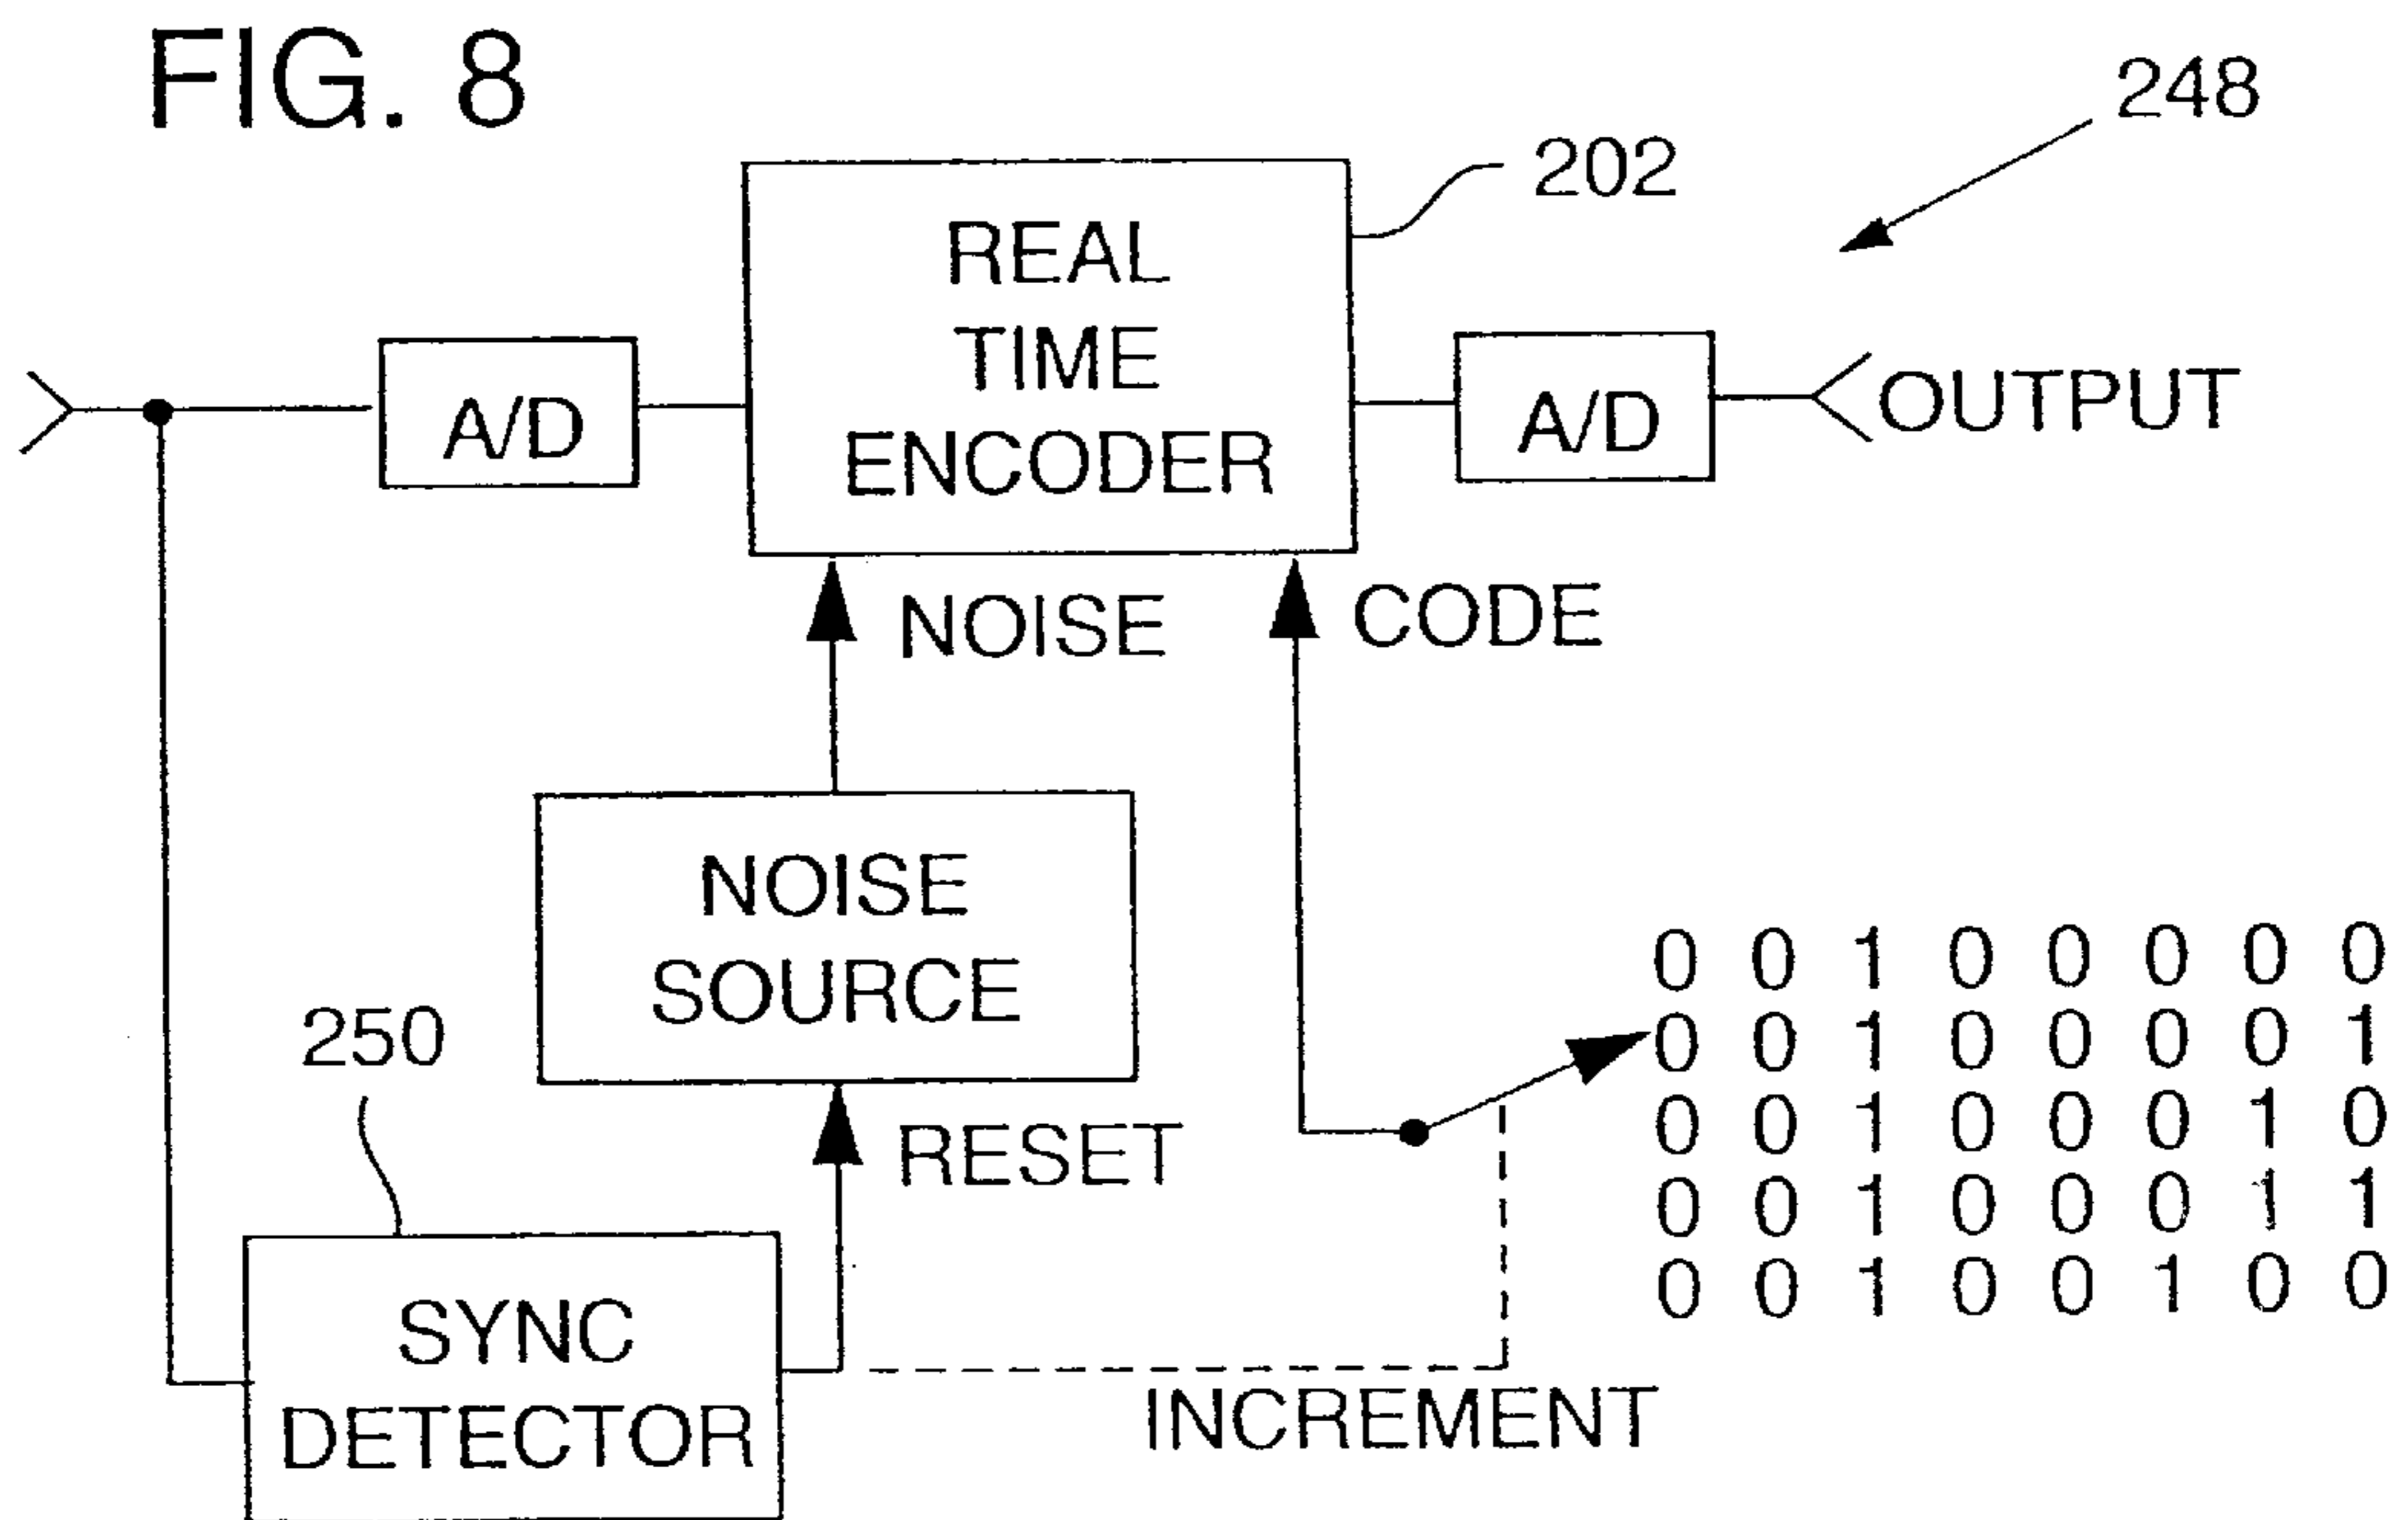 FIG. 8
248
202
REAL
TIME
ENCODER
A/D
A/D
OUTPUT
NOISE
CODE
NOISE
SOURCE
250
RESET
0 0 1 0 0 0 0 0
0 0 1 0 0 0 0 1
0 0 1 0 0 0 1 0
0 0 1 0 0 0 1 1
0 0 1 0 0 1 0 0
SYNC
DETECTOR
INCREMENT